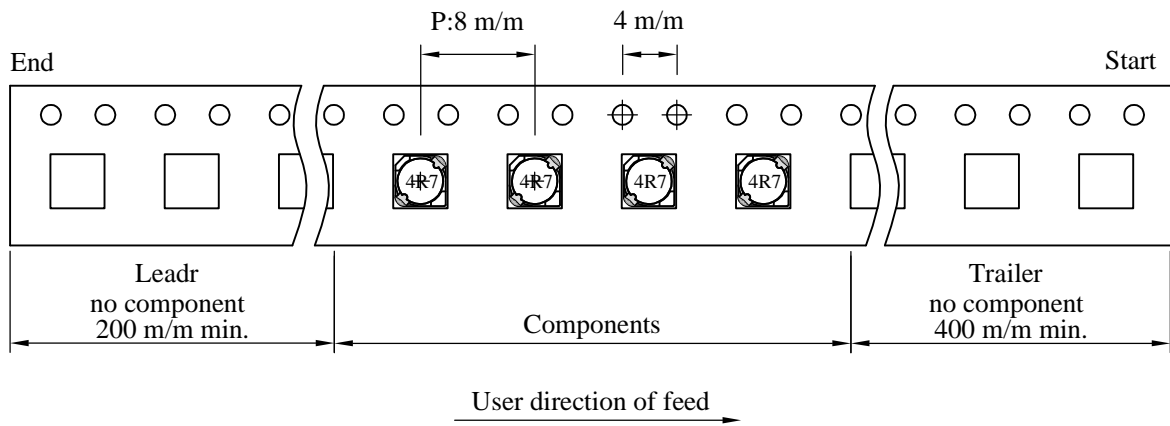 P:8 m/m
4 m/m
End
Start
4R7
4R7
4R7
4R7
Leadr
no component
200 m/m min.
Components
Trailer
no component
400 m/m min.
User direction of feed